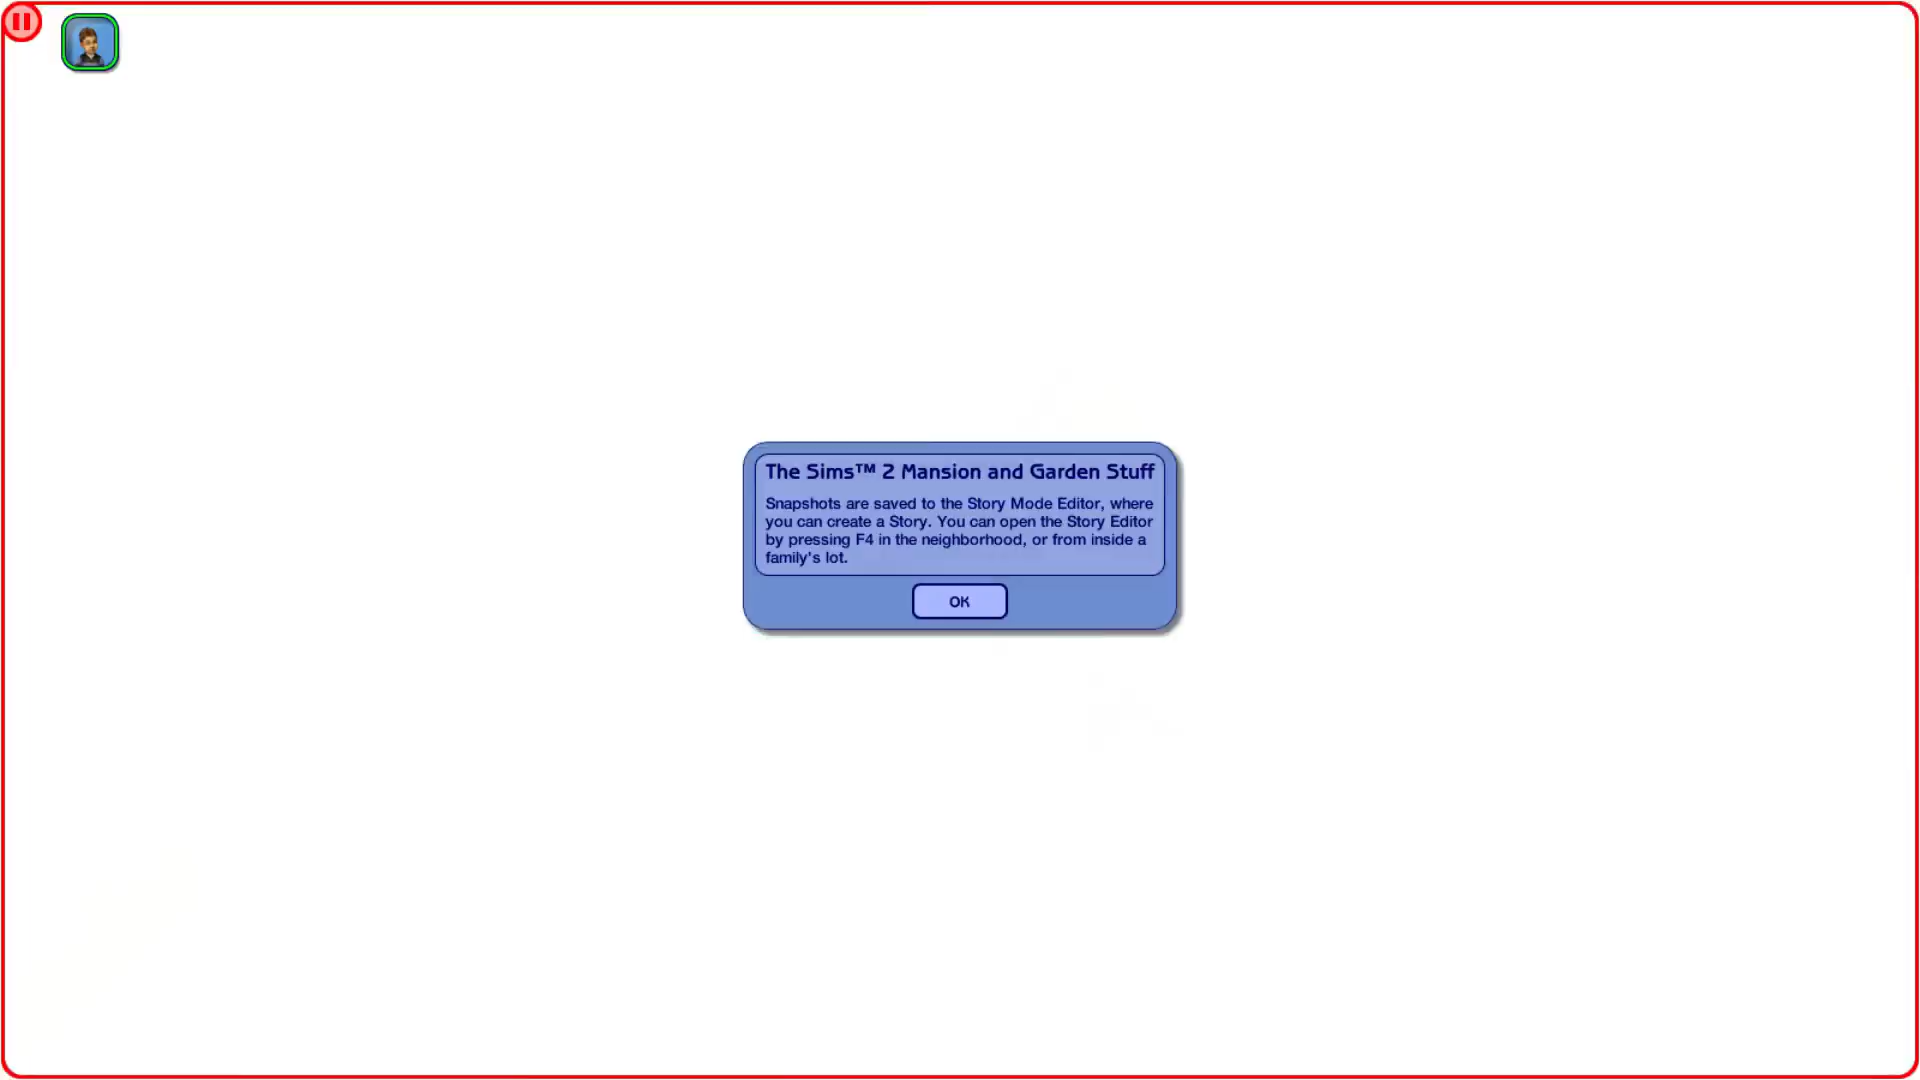 The Sims™ 2 Mansion and Garden Stuff
Snapshots are saved to the Story Mode Editor, where
you can create a Story. You can open the Story Editor
by pressing F4 in the neighborhood, or from inside a
family's lot.
OK